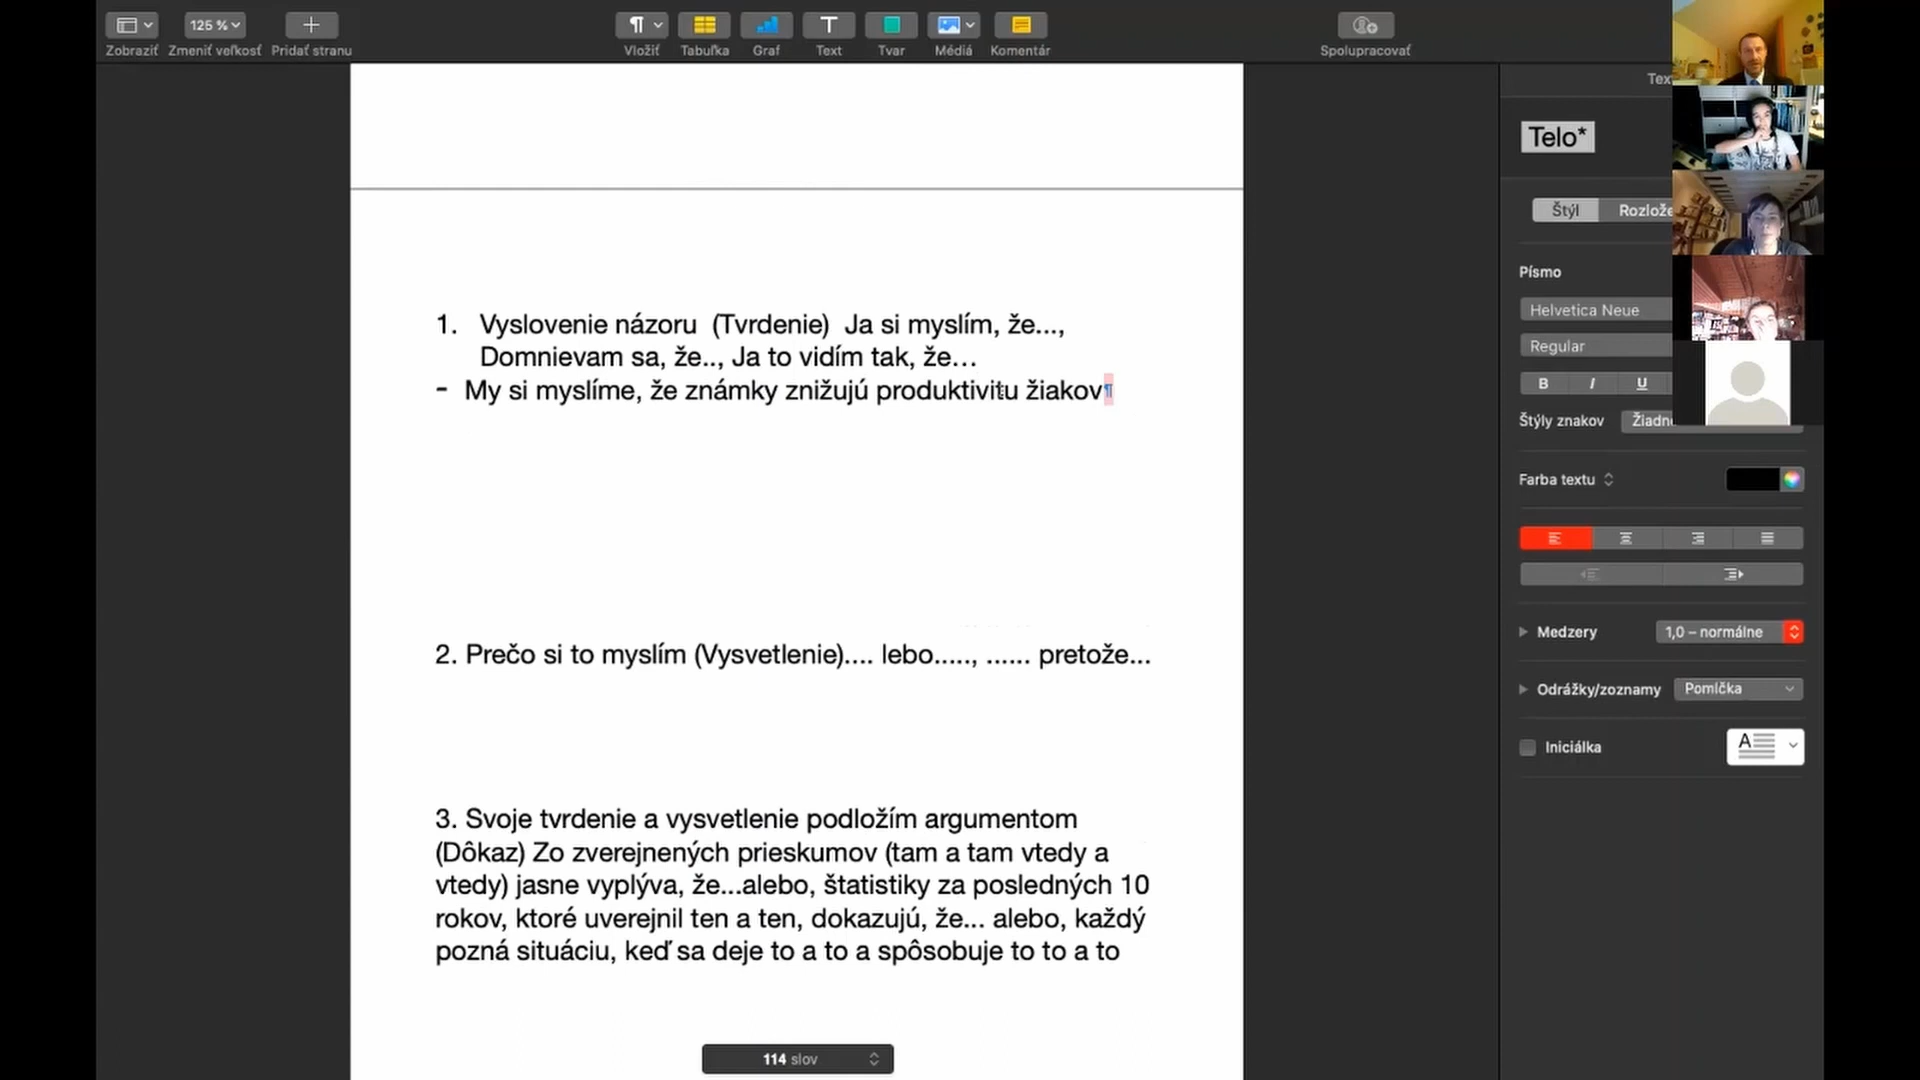 125 %
Zobraziť Zmeniť veľkosť Pridať stranu Vložiť Tabuľka Graf Text Tvar Médiá Komentár Spolupracovať
Telo*
Štýl
Písmo
Helvetica Neue
Regular
B I U
Štýly znakov
Farba textu
Medzery 1,0 – normálne
Odrážky/zoznamy Pomlčka
Iniciálka
1. Vyslovenie názoru (Tvrdenie) Ja si myslím, že...,
Domnievam sa, že.., Ja to vidím tak, že…
- My si myslíme, že známky znižujú produktivitu žiakov¶
2. Prečo si to myslím (Vysvetlenie).... lebo....., ...... pretože...
3. Svoje tvrdenie a vysvetlenie podložím argumentom
(Dôkaz) Zo zverejnených prieskumov (tam a tam vtedy a
vtedy) jasne vyplýva, že...alebo, štatistiky za posledných 10
rokov, ktoré uverejnil ten a ten, dokazujú, že... alebo, každý
pozná situáciu, keď sa deje to a to a spôsobuje to to a to
114 slov